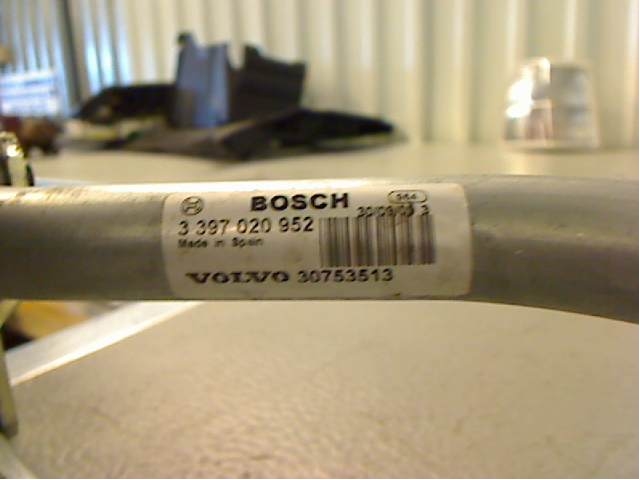 BOSCH
3 397 020 952
Made in Spain
VOLVO 30753513